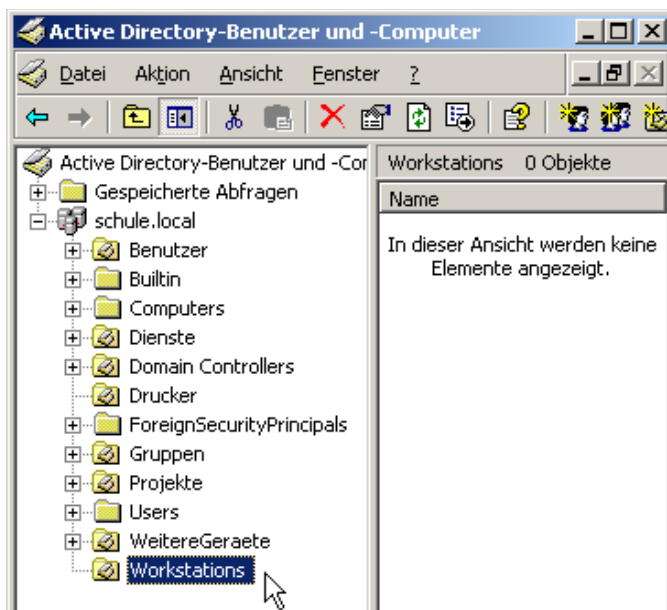 Active Directory-Benutzer und -Computer
Datei Aktion Ansicht Fenster ?
Active Directory-Benutzer und -Cor
Gespeicherte Abfragen
schule.local
Benutzer
Builtin
Computers
Dienste
Domain Controllers
Drucker
ForeignSecurityPrincipals
Gruppen
Projekte
Users
WeitereGeraete
Workstations
Workstations 0 Objekte
Name
In dieser Ansicht werden keine
Elemente angezeigt.